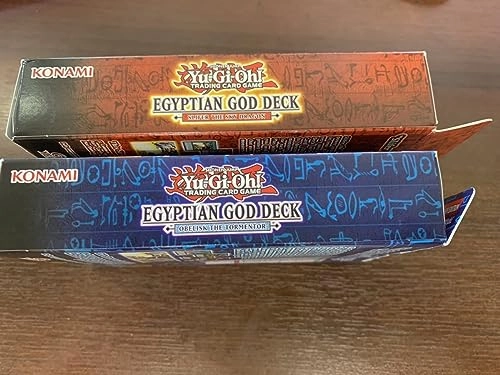 KONAMI
Yu-Gi-Oh!
TRADING CARD GAME
EGYPTIAN GOD DECK
SLIFER THE SKY DRAGON
KONAMI
Yu-Gi-Oh!
TRADING CARD GAME
EGYPTIAN GOD DECK
OBELISK THE TORMENTOR